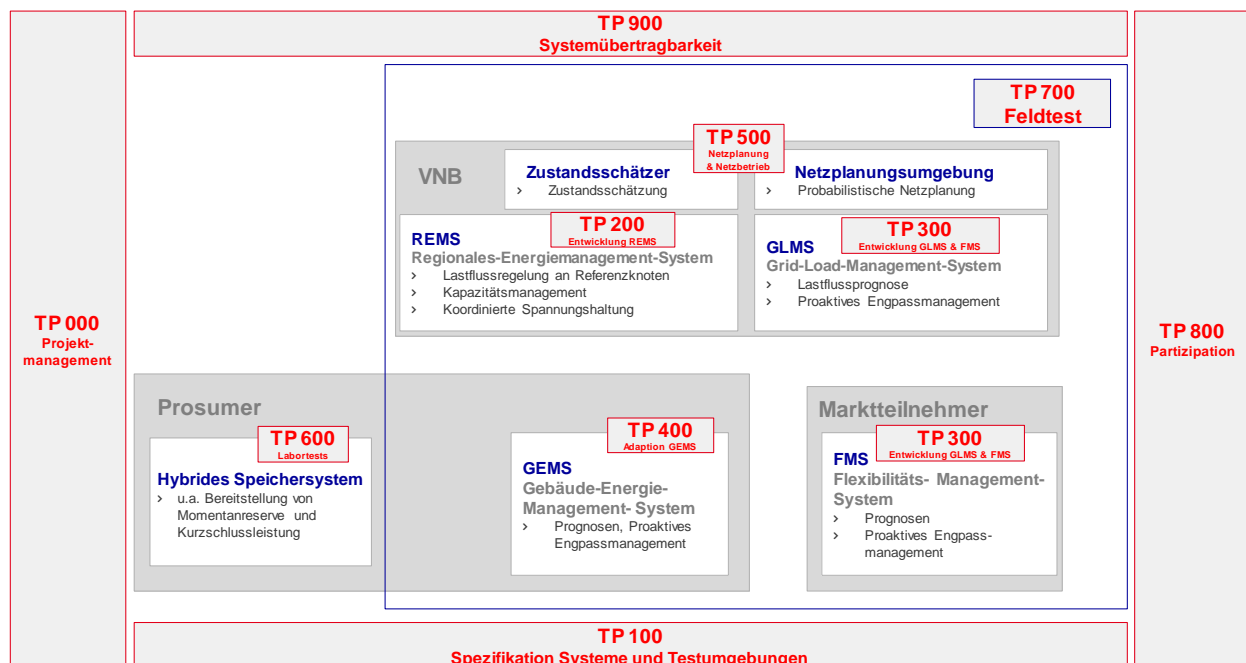 TP 900
Systemübertragbarkeit
TP 700
Feldtest
TP 500
Netzplanung
& Netzbetrieb
VNB
Zustandsschätzer
› Zustandsschätzung
Netzplanungsumgebung
› Probabilistische Netzplanung
TP 200
Entwicklung REMS
REMS
Regionales-Energiemanagement-System
› Lastflussregelung an Referenzknoten
› Kapazitätsmanagement
› Koordinierte Spannungshaltung
TP 300
Entwicklung GLMS & FMS
GLMS
Grid-Load-Management-System
› Lastflussprognose
› Proaktives Engpassmanagement
TP 000
Projekt-
management
TP 800
Partizipation
Prosumer
TP 600
Labortests
Hybrides Speichersystem
› u.a. Bereitstellung von
Momentanreserve und
Kurzschlussleistung
TP 400
Adaption GEMS
GEMS
Gebäude-Energie-
Management- System
› Prognosen, Proaktives
Engpassmanagement
Marktteilnehmer
TP 300
Entwicklung GLMS & FMS
FMS
Flexibilitäts- Management-
System
› Prognosen
› Proaktives Engpass-
management
TP 100
Spezifikation Systeme und Testumgebungen